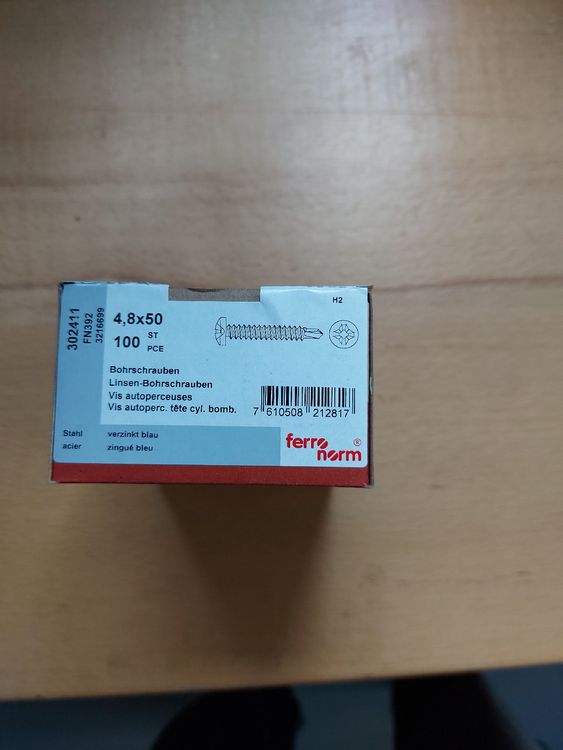 302411
FN392
3216699
4,8x50
100 ST
PCE
H2
Bohrschrauben
Linsen-Bohrschrauben
Vis autoperceuses
Vis autoperc. tête cyl. bomb.
7 610508 212817
Stahl verzinkt blau
acier zingué bleu
ferro
norm ®